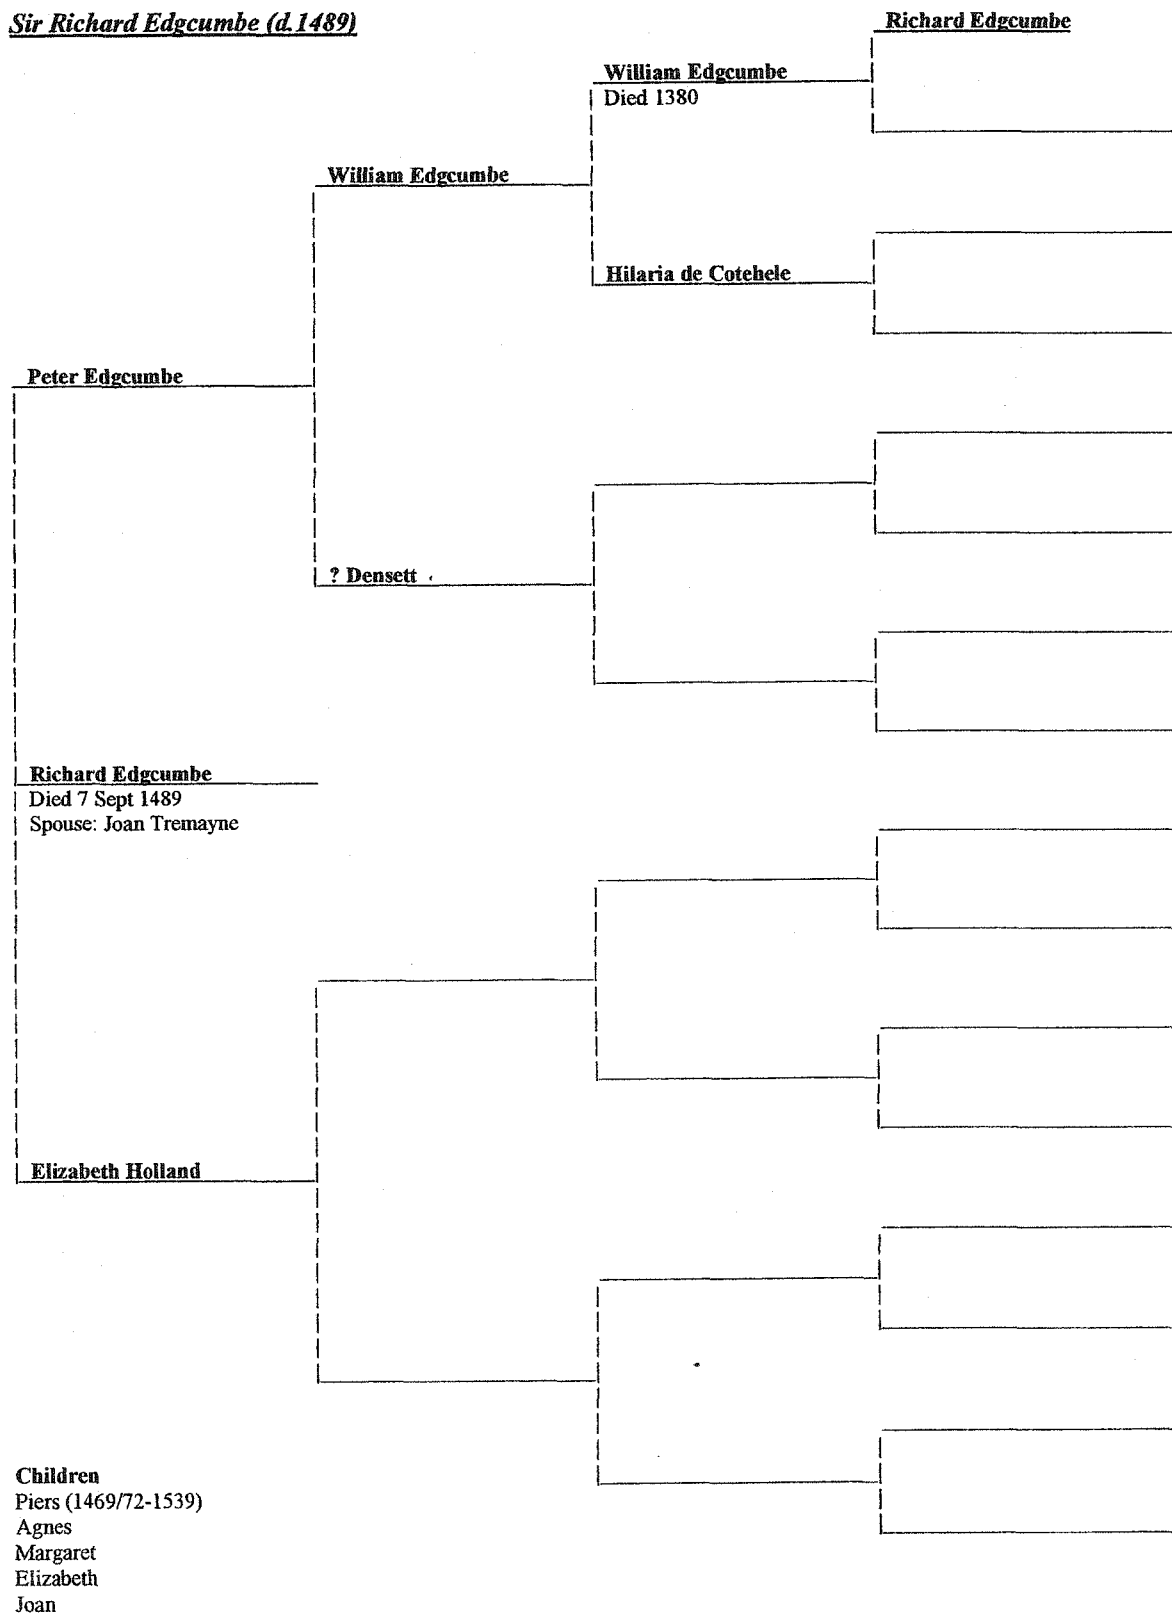 Sir Richard Edgcumbe (d.1489)
Richard Edgcumbe
William Edgcumbe
Died 1380
William Edgcumbe
Hilaria de Cotehele
Peter Edgcumbe
? Densett
Richard Edgcumbe
Died 7 Sept 1489
Spouse: Joan Tremayne
Elizabeth Holland
Children
Piers (1469/72-1539)
Agnes
Margaret
Elizabeth
Joan